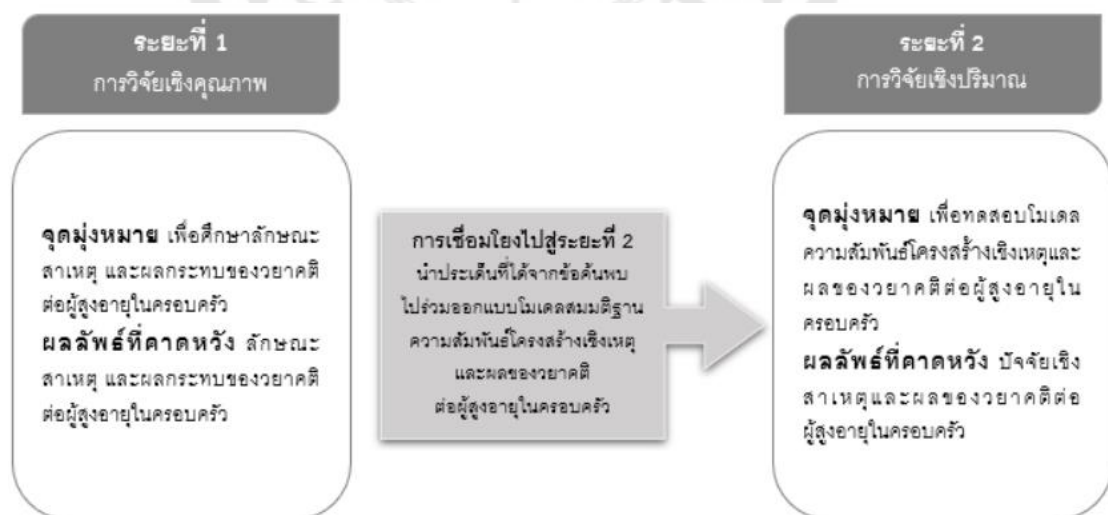 ระยะที่ 1
การวิจัยเชิงคุณภาพ
จุดมุ่งหมาย เพื่อศึกษาลักษณะ
สาเหตุ และผลกระทบของวยาคติ
ต่อผู้สูงอายุในครอบครัว
ผลลัพธ์ที่คาดหวัง ลักษณะ
สาเหตุ และผลกระทบของวยาคติ
ต่อผู้สูงอายุในครอบครัว
การเชื่อมโยงไปสู่ระยะที่ 2
นำประเด็นที่ได้จากข้อค้นพบ
ไปร่วมออกแบบโมเดลสมมติฐาน
ความสัมพันธ์โครงสร้างเชิงเหตุ
และผลของวยาคติ
ต่อผู้สูงอายุในครอบครัว
ระยะที่ 2
การวิจัยเชิงปริมาณ
จุดมุ่งหมาย เพื่อทดสอบโมเดล
ความสัมพันธ์โครงสร้างเชิงเหตุและ
ผลของวยาคติต่อผู้สูงอายุใน
ครอบครัว
ผลลัพธ์ที่คาดหวัง ปัจจัยเชิง
สาเหตุและผลของวยาคติต่อ
ผู้สูงอายุในครอบครัว